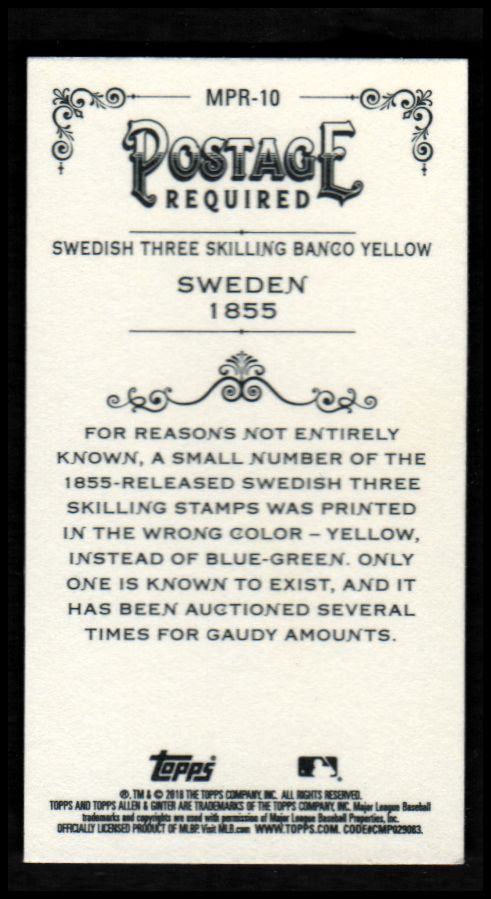 MPR-10
POSTAGE
REQUIRED
SWEDISH THREE SKILLING BANCO YELLOW
SWEDEN
1855
FOR REASONS NOT ENTIRELY
KNOWN, A SMALL NUMBER OF THE
1855-RELEASED SWEDISH THREE
SKILLING STAMPS WAS PRINTED
IN THE WRONG COLOR – YELLOW,
INSTEAD OF BLUE-GREEN. ONLY
ONE IS KNOWN TO EXIST, AND IT
HAS BEEN AUCTIONED SEVERAL
TIMES FOR GAUDY AMOUNTS.
Topps
®, TM & © 2018 THE TOPPS COMPANY, INC. ALL RIGHTS RESERVED.
TOPPS AND TOPPS ALLEN & GINTER ARE TRADEMARKS OF THE TOPPS COMPANY, INC. Major League Baseball
trademarks and copyrights are used with permission of Major League Baseball Properties, Inc.
OFFICIALLY LICENSED PRODUCT OF MLBP. Visit MLB.com WWW.TOPPS.COM. CODE#CMP029083.